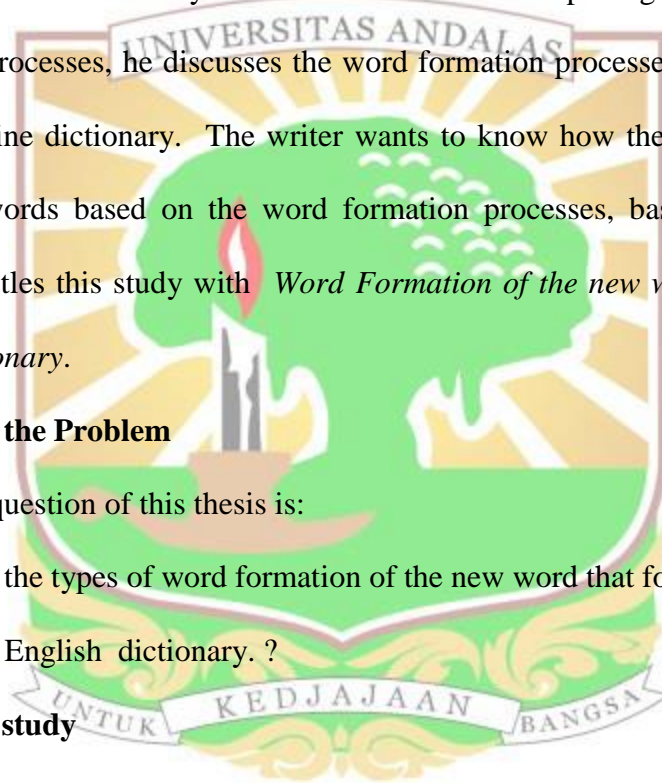 UNIVERSITAS ANDALAS
rocesses, he discusses the word formation processe
ine dictionary. The writer wants to know how the
words based on the word formation processes, bas
tles this study with Word Formation of the new w
onary.
the Problem
question of this thesis is:
the types of word formation of the new word that fo
English dictionary. ?
UNTUK KEDJAJAAN BANGSA
study